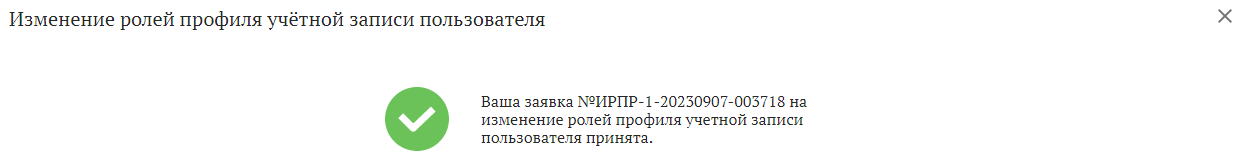 Изменение ролей профиля учётной записи пользователя
Ваша заявка №ИРПР-1-20230907-003718 на
изменение ролей профиля учетной записи
пользователя принята.